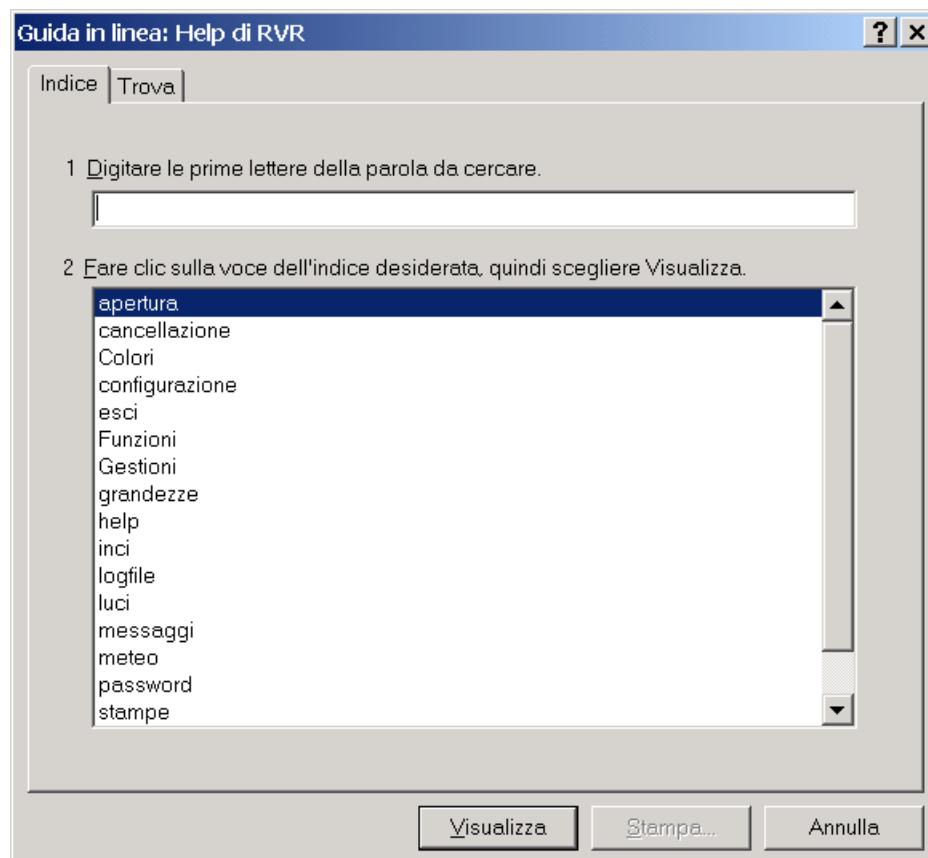 Guida in linea: Help di RVR
Indice Trova
1 Digitare le prime lettere della parola da cercare.
2 Fare clic sulla voce dell'indice desiderata, quindi scegliere Visualizza.
apertura
cancellazione
Colori
configurazione
esci
Funzioni
Gestioni
grandezze
help
inci
logfile
luci
messaggi
meteo
password
stampe
Visualizza Stampa... Annulla